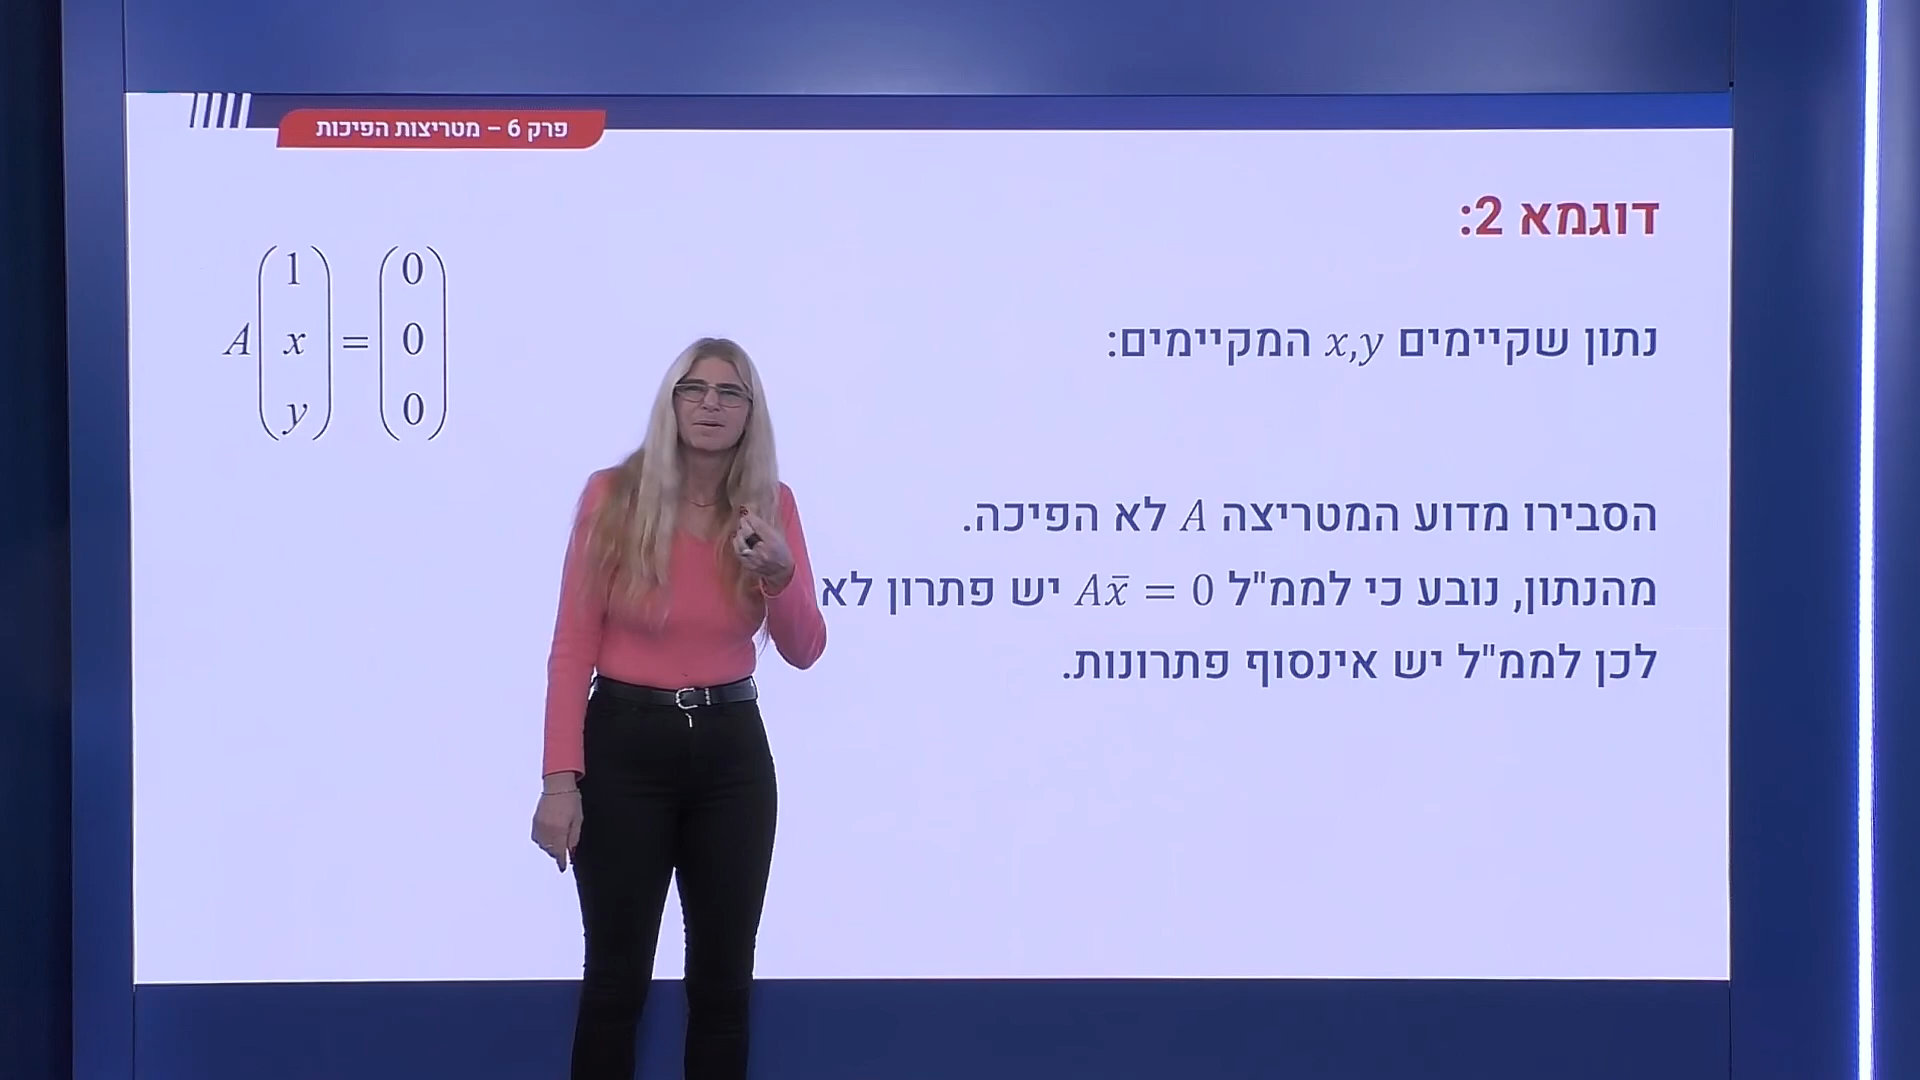 פרק 6 – מטריצות הפיכות
דוגמא 2:
נתון שקיימים x,y המקיימים:
A(1 x y) = (0 0 0)
הסבירו מדוע המטריצה A לא הפיכה.
מהנתון, נובע כי לממ"ל Ax̄ = 0 יש פתרון לא
לכן לממ"ל יש אינסוף פתרונות.